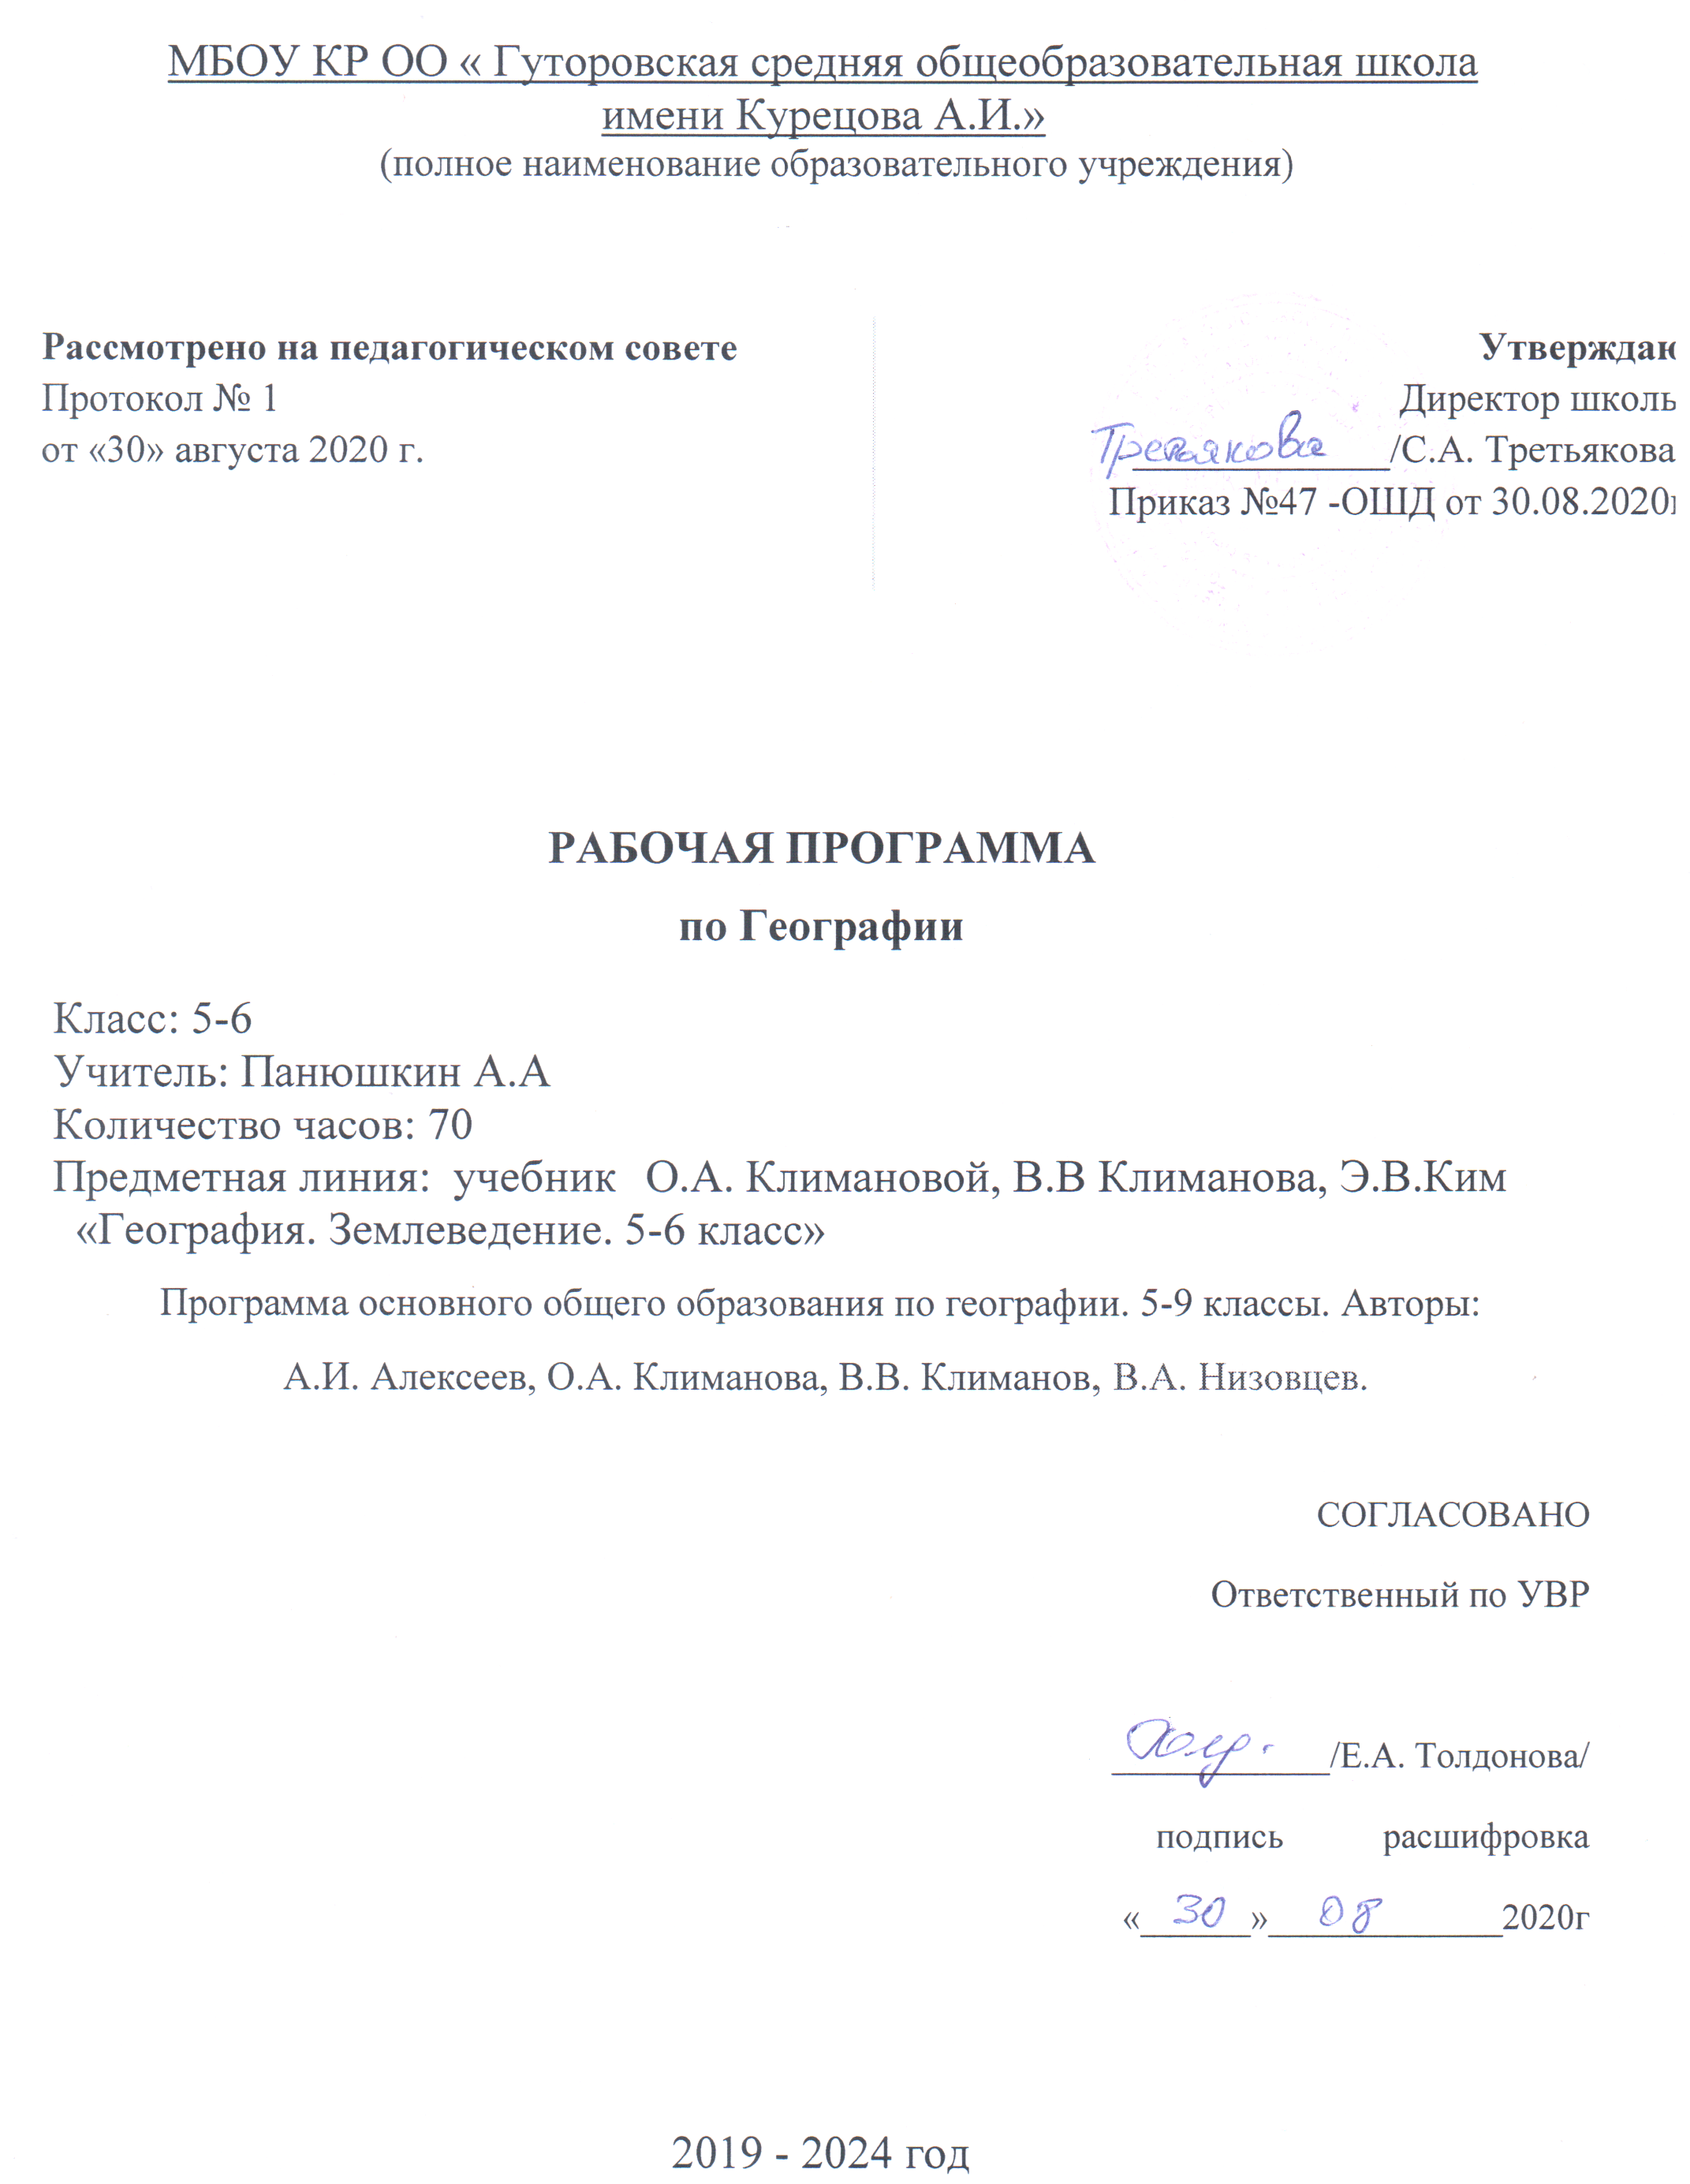 МБОУ КР ОО « Гуторовская средняя общеобразовательная школа
имени Курецова А.И.»
(полное наименование образовательного учреждения)
Рассмотрено на педагогическом совете
Протокол № 1
от «30» августа 2020 г.
Утверждаю
Директор школы
Третьякова /С.А. Третьякова
Приказ №47 -ОШД от 30.08.2020г
РАБОЧАЯ ПРОГРАММА
по Географии
Класс: 5-6
Учитель: Панюшкин А.А
Количество часов: 70
Предметная линия: учебник О.А. Климановой, В.В Климанова, Э.В.Ким
«География. Землеведение. 5-6 класс»
Программа основного общего образования по географии. 5-9 классы. Авторы:
А.И. Алексеев, О.А. Климанова, В.В. Климанов, В.А. Низовцев.
СОГЛАСОВАНО
Ответственный по УВР
/Е.А. Толдонова/
подпись расшифровка
«30» 08 2020г
2019 - 2024 год